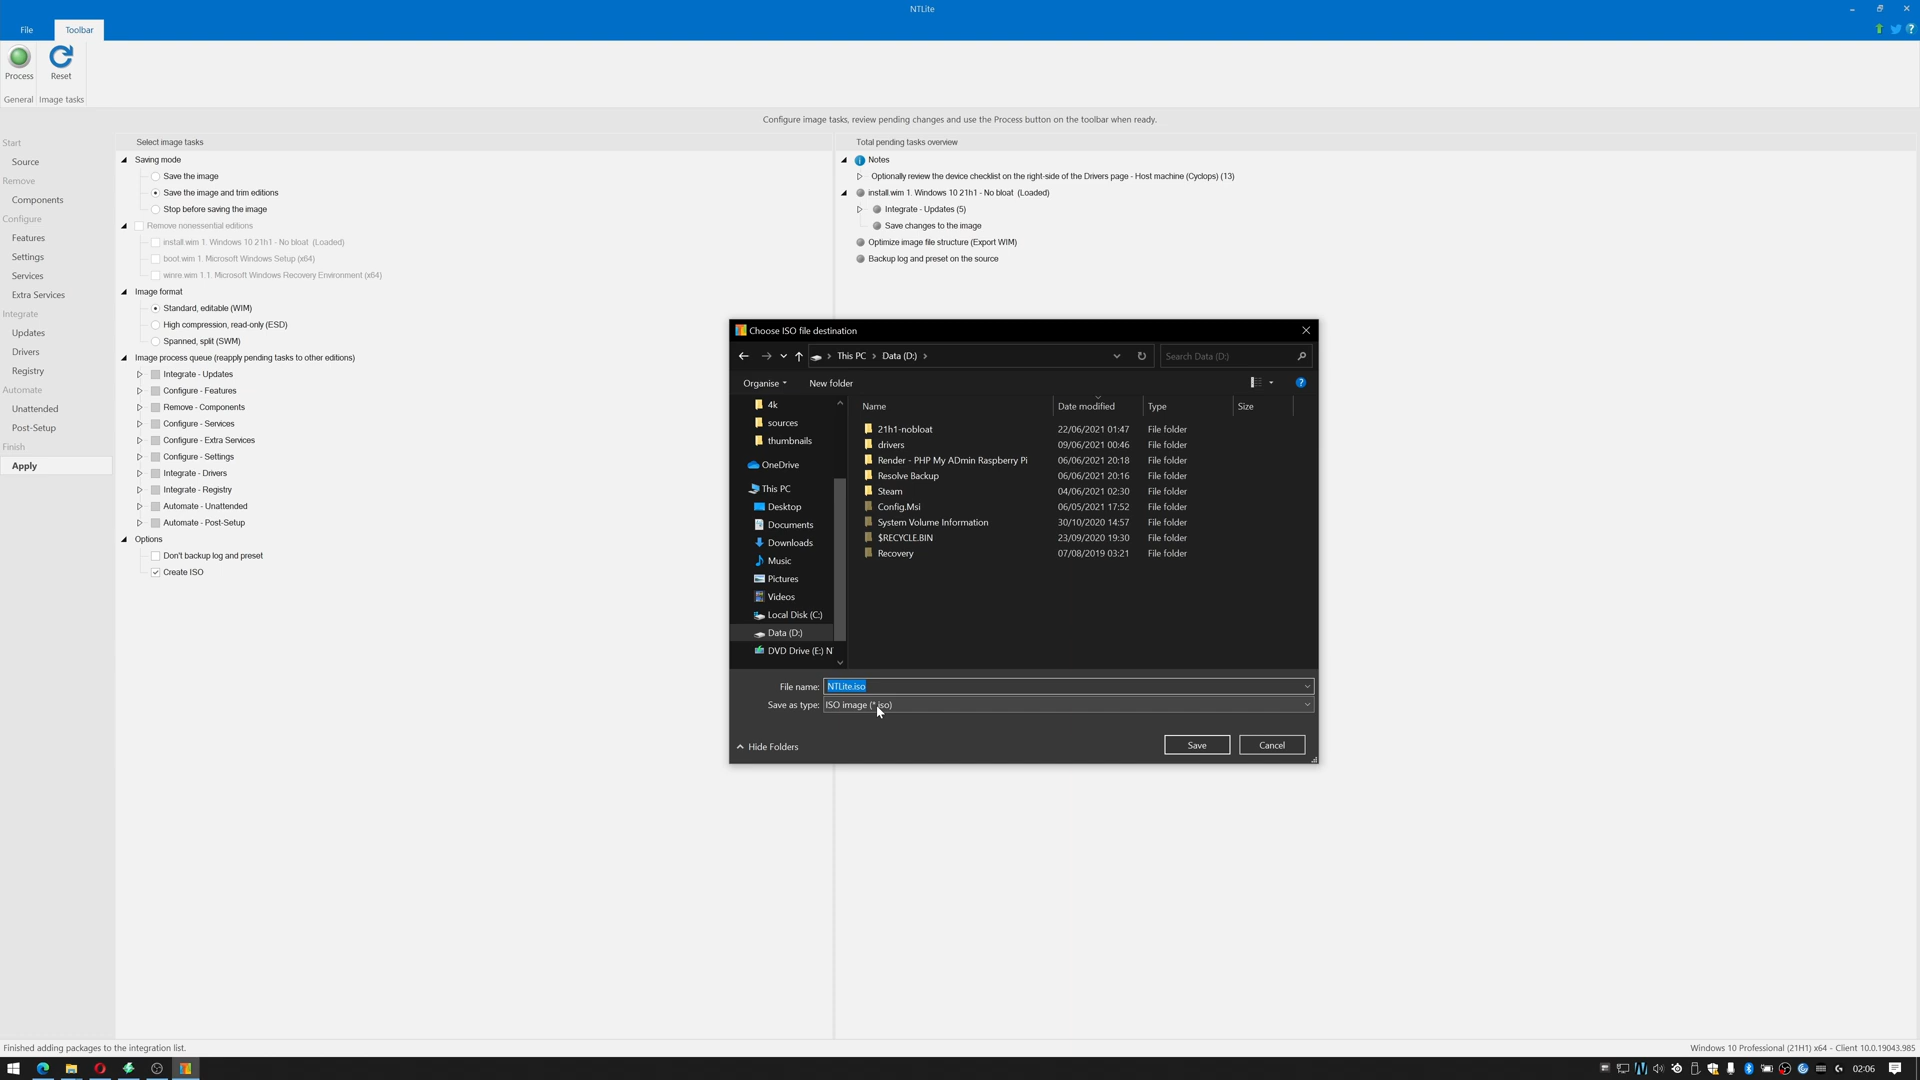 NTLite
File
Toolbar
Process
Reset
General
Image tasks
Configure image tasks, review pending changes and use the Process button on the toolbar when ready.
Start
Source
Remove
Components
Configure
Features
Settings
Services
Extra Services
Integrate
Updates
Drivers
Registry
Automate
Unattended
Post-Setup
Finish
Apply
Select image tasks
Saving mode
Save the image
Save the image and trim editions
Stop before saving the image
Remove nonessential editions
install.wim 1. Windows 10 21h1 - No bloat (Loaded)
boot.wim 2. Microsoft Windows Setup (x64)
winre.wim 1.1. Microsoft Windows Recovery Environment (x64)
Image format
Standard, editable (WIM)
High compression, read-only (ESD)
Spanned, split (SWM)
Image process queue (reapply pending tasks to other editions)
Integrate - Updates
Configure - Features
Remove - Components
Configure - Services
Configure - Extra Services
Configure - Settings
Integrate - Drivers
Integrate - Registry
Automate - Unattended
Automate - Post-Setup
Options
Don't backup log and preset
Create ISO
Total pending tasks overview
Notes
Optionally review the device checklist on the right-side of the Drivers page - Host machine (Cyclops) (13)
install.wim 1. Windows 10 21h1 - No bloat (Loaded)
Integrate - Updates (5)
Save changes to the image
Optimize image file structure (Export WIM)
Backup log and preset on the source
Choose ISO file destination
This PC
Data (D:)
Search Data (D:)
Organise
New folder
4k
sources
thumbnails
OneDrive
This PC
Desktop
Documents
Downloads
Music
Pictures
Videos
Local Disk (C:)
Data (D:)
DVD Drive (E:) N
Name Date modified Type Size
21h1-nobloat 22/06/2021 01:47 File folder
drivers 09/06/2021 00:46 File folder
Render - PHP My ADmin Raspberry Pi 06/06/2021 20:18 File folder
Resolve Backup 06/06/2021 20:16 File folder
Steam 04/06/2021 02:30 File folder
Config.Msi 06/05/2021 17:52 File folder
System Volume Information 30/10/2020 14:57 File folder
$RECYCLE.BIN 23/09/2020 19:30 File folder
Recovery 07/08/2019 03:21 File folder
File name: NTLite.iso
Save as type: ISO image (*.iso)
Hide Folders
Save
Cancel
Finished adding packages to the integration list.
Windows 10 Professional (21H1) x64 - Client 10.0.19043.985
02:06